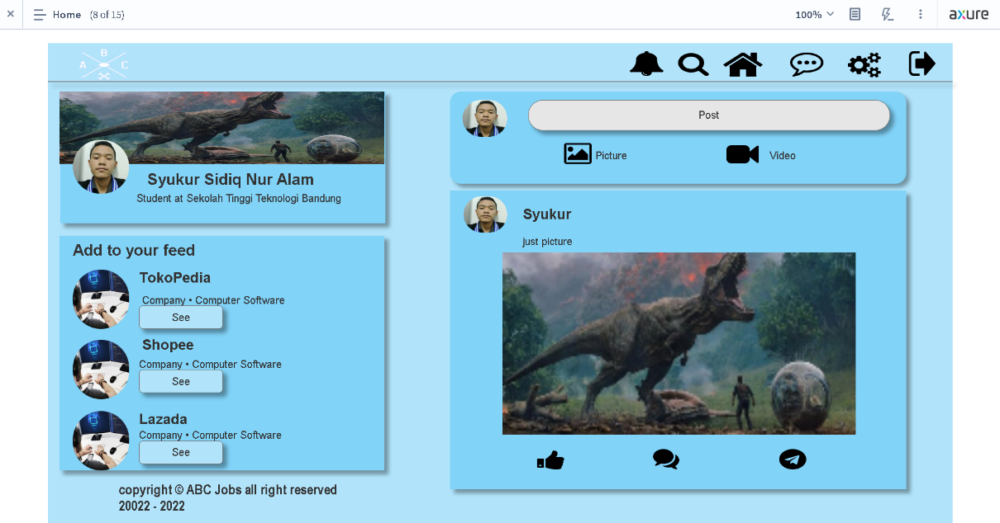 Home (8 of 15)
100%
axure
B
A C
Post
Picture Video
Syukur Sidiq Nur Alam
Student at Sekolah Tinggi Teknologi Bandung
Add to your feed
TokoPedia
Company • Computer Software
See
Shopee
Company • Computer Software
See
Lazada
Company • Computer Software
See
copyright © ABC Jobs all right reserved
20022 - 2022
Syukur
just picture